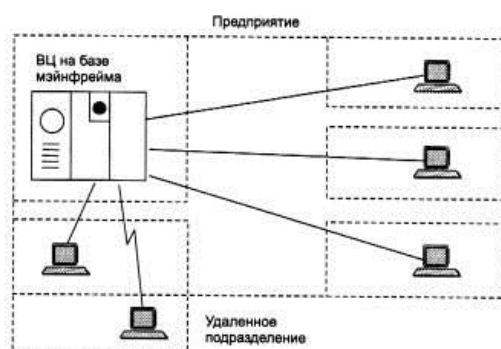 Предприятие
ВЦ на базе
мэйнфрейма
Удаленное
подразделение